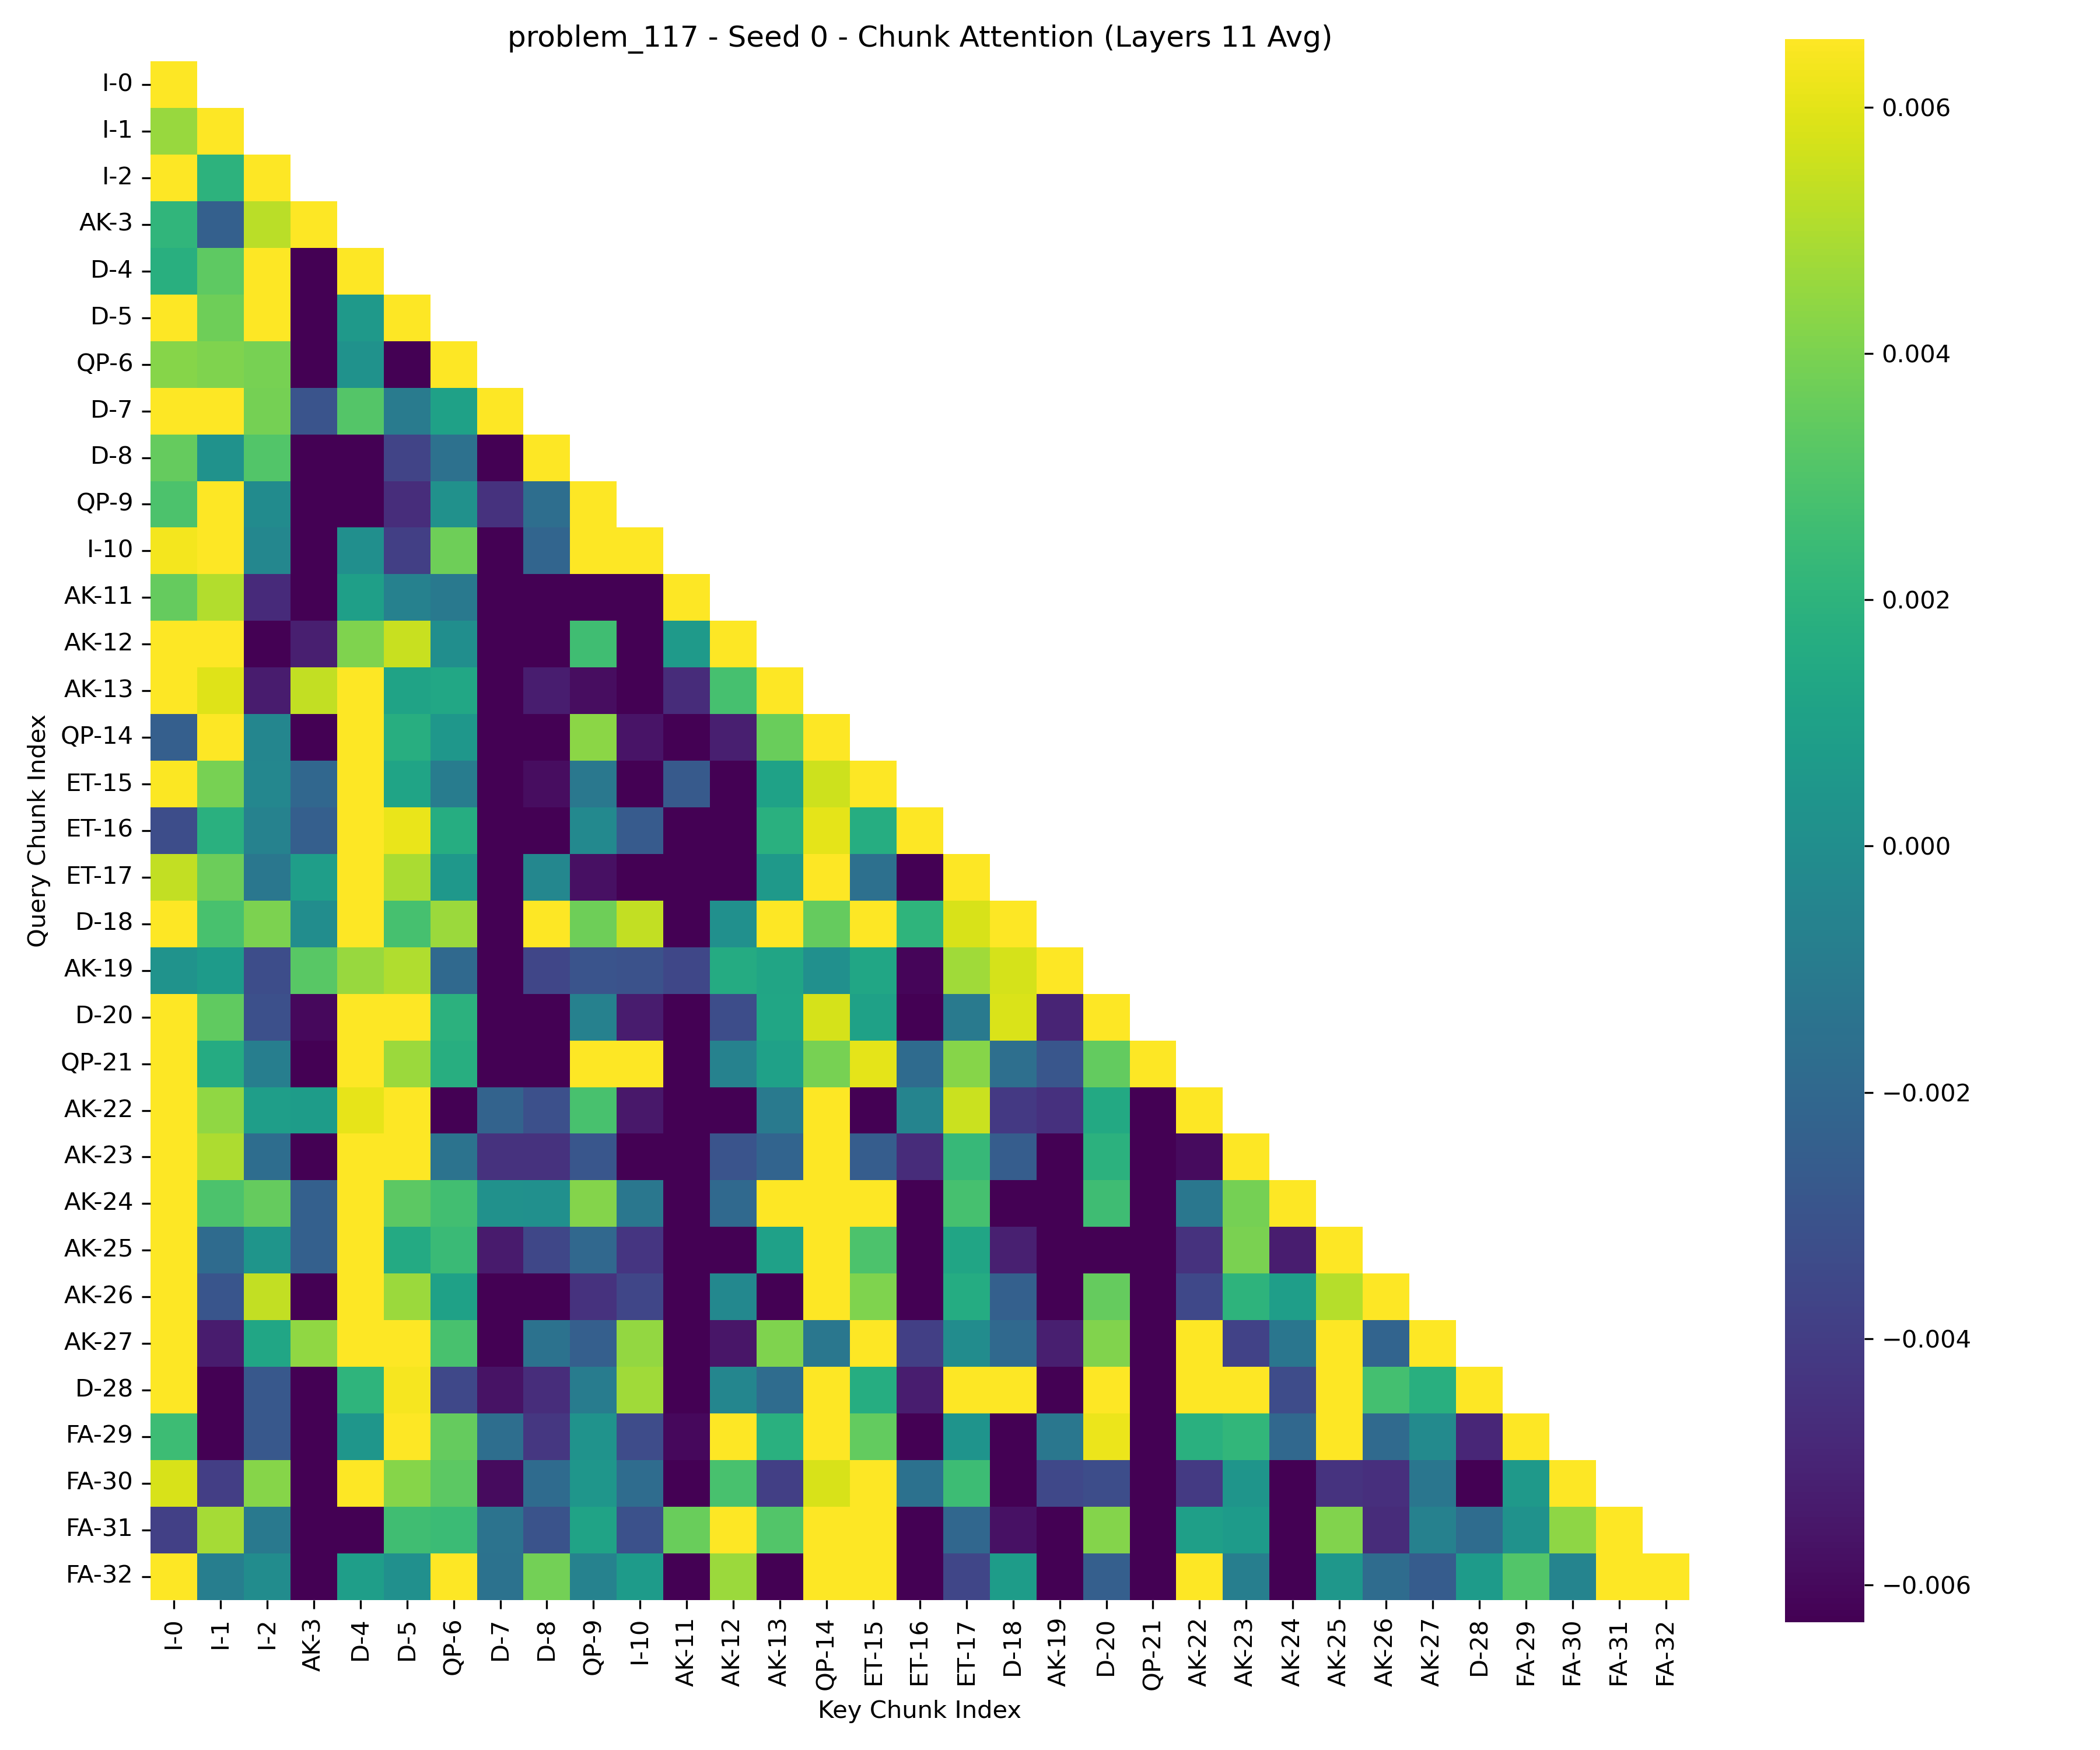 problem_117 - Seed 0 - Chunk Attention (Layers 11 Avg)
Query Chunk Index
I-0
I-1
I-2
AK-3
D-4
D-5
QP-6
D-7
D-8
QP-9
I-10
AK-11
AK-12
AK-13
QP-14
ET-15
ET-16
ET-17
D-18
AK-19
D-20
QP-21
AK-22
AK-23
AK-24
AK-25
AK-26
AK-27
D-28
FA-29
FA-30
FA-31
FA-32
I-0 I-1 I-2 AK-3 D-4 D-5 QP-6 D-7 D-8 QP-9 I-10 AK-11 AK-12 AK-13 QP-14 ET-15 ET-16 ET-17 D-18 AK-19 D-20 QP-21 AK-22 AK-23 AK-24 AK-25 AK-26 AK-27 D-28 FA-29 FA-30 FA-31 FA-32
Key Chunk Index
0.006
0.004
0.002
0.000
−0.002
−0.004
−0.006